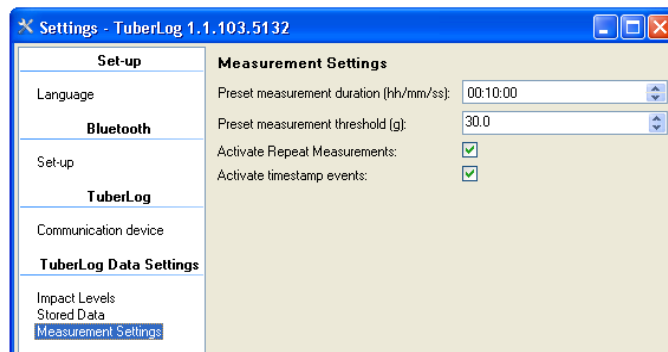 Settings - TuberLog 1.1.103.5132
Set-up
Language
Bluetooth
Set-up
TuberLog
Communication device
TuberLog Data Settings
Impact Levels
Stored Data
Measurement Settings
Measurement Settings
Preset measurement duration (hh/mm/ss): 00:10:00
Preset measurement threshold (g): 30.0
Activate Repeat Measurements:
Activate timestamp events: